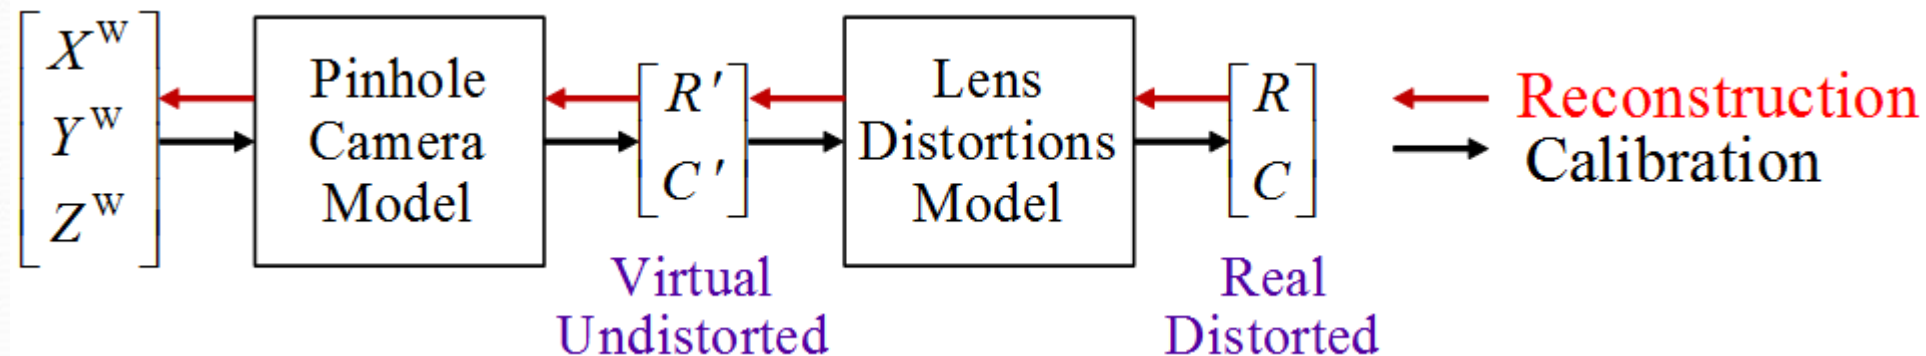 X^w
Y^w
Z^w
Pinhole
Camera
Model
R'
C'
Virtual
Undistorted
Lens
Distortions
Model
R
C
Real
Distorted
Reconstruction
Calibration